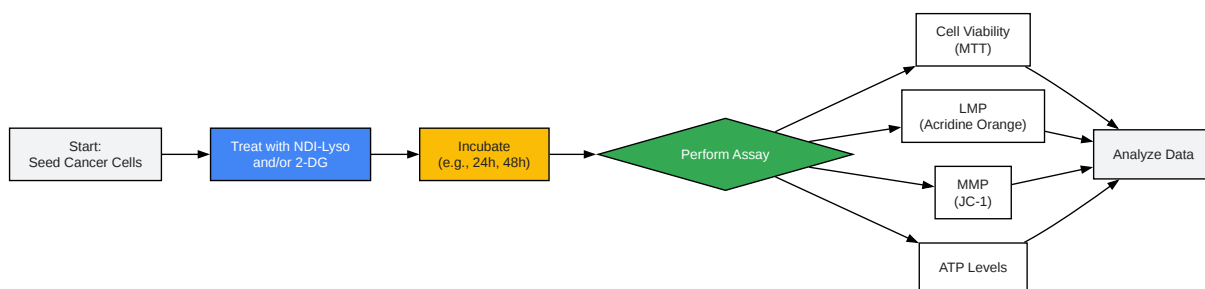 Start:
Seed Cancer Cells
Treat with NDI-Lyso
and/or 2-DG
Incubate
(e.g., 24h, 48h)
Perform Assay
Cell Viability
(MTT)
LMP
(Acridine Orange)
MMP
(JC-1)
ATP Levels
Analyze Data